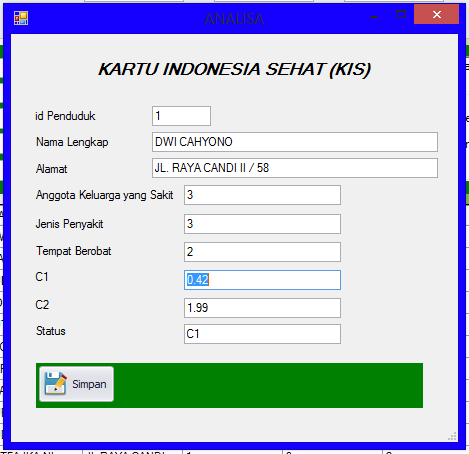 ANALISA
KARTU INDONESIA SEHAT (KIS)
id Penduduk 1
Nama Lengkap DWI CAHYONO
Alamat JL. RAYA CANDI II / 58
Anggota Keluarga yang Sakit 3
Jenis Penyakit 3
Tempat Berobat 2
C1 0.42
C2 1.99
Status C1
Simpan